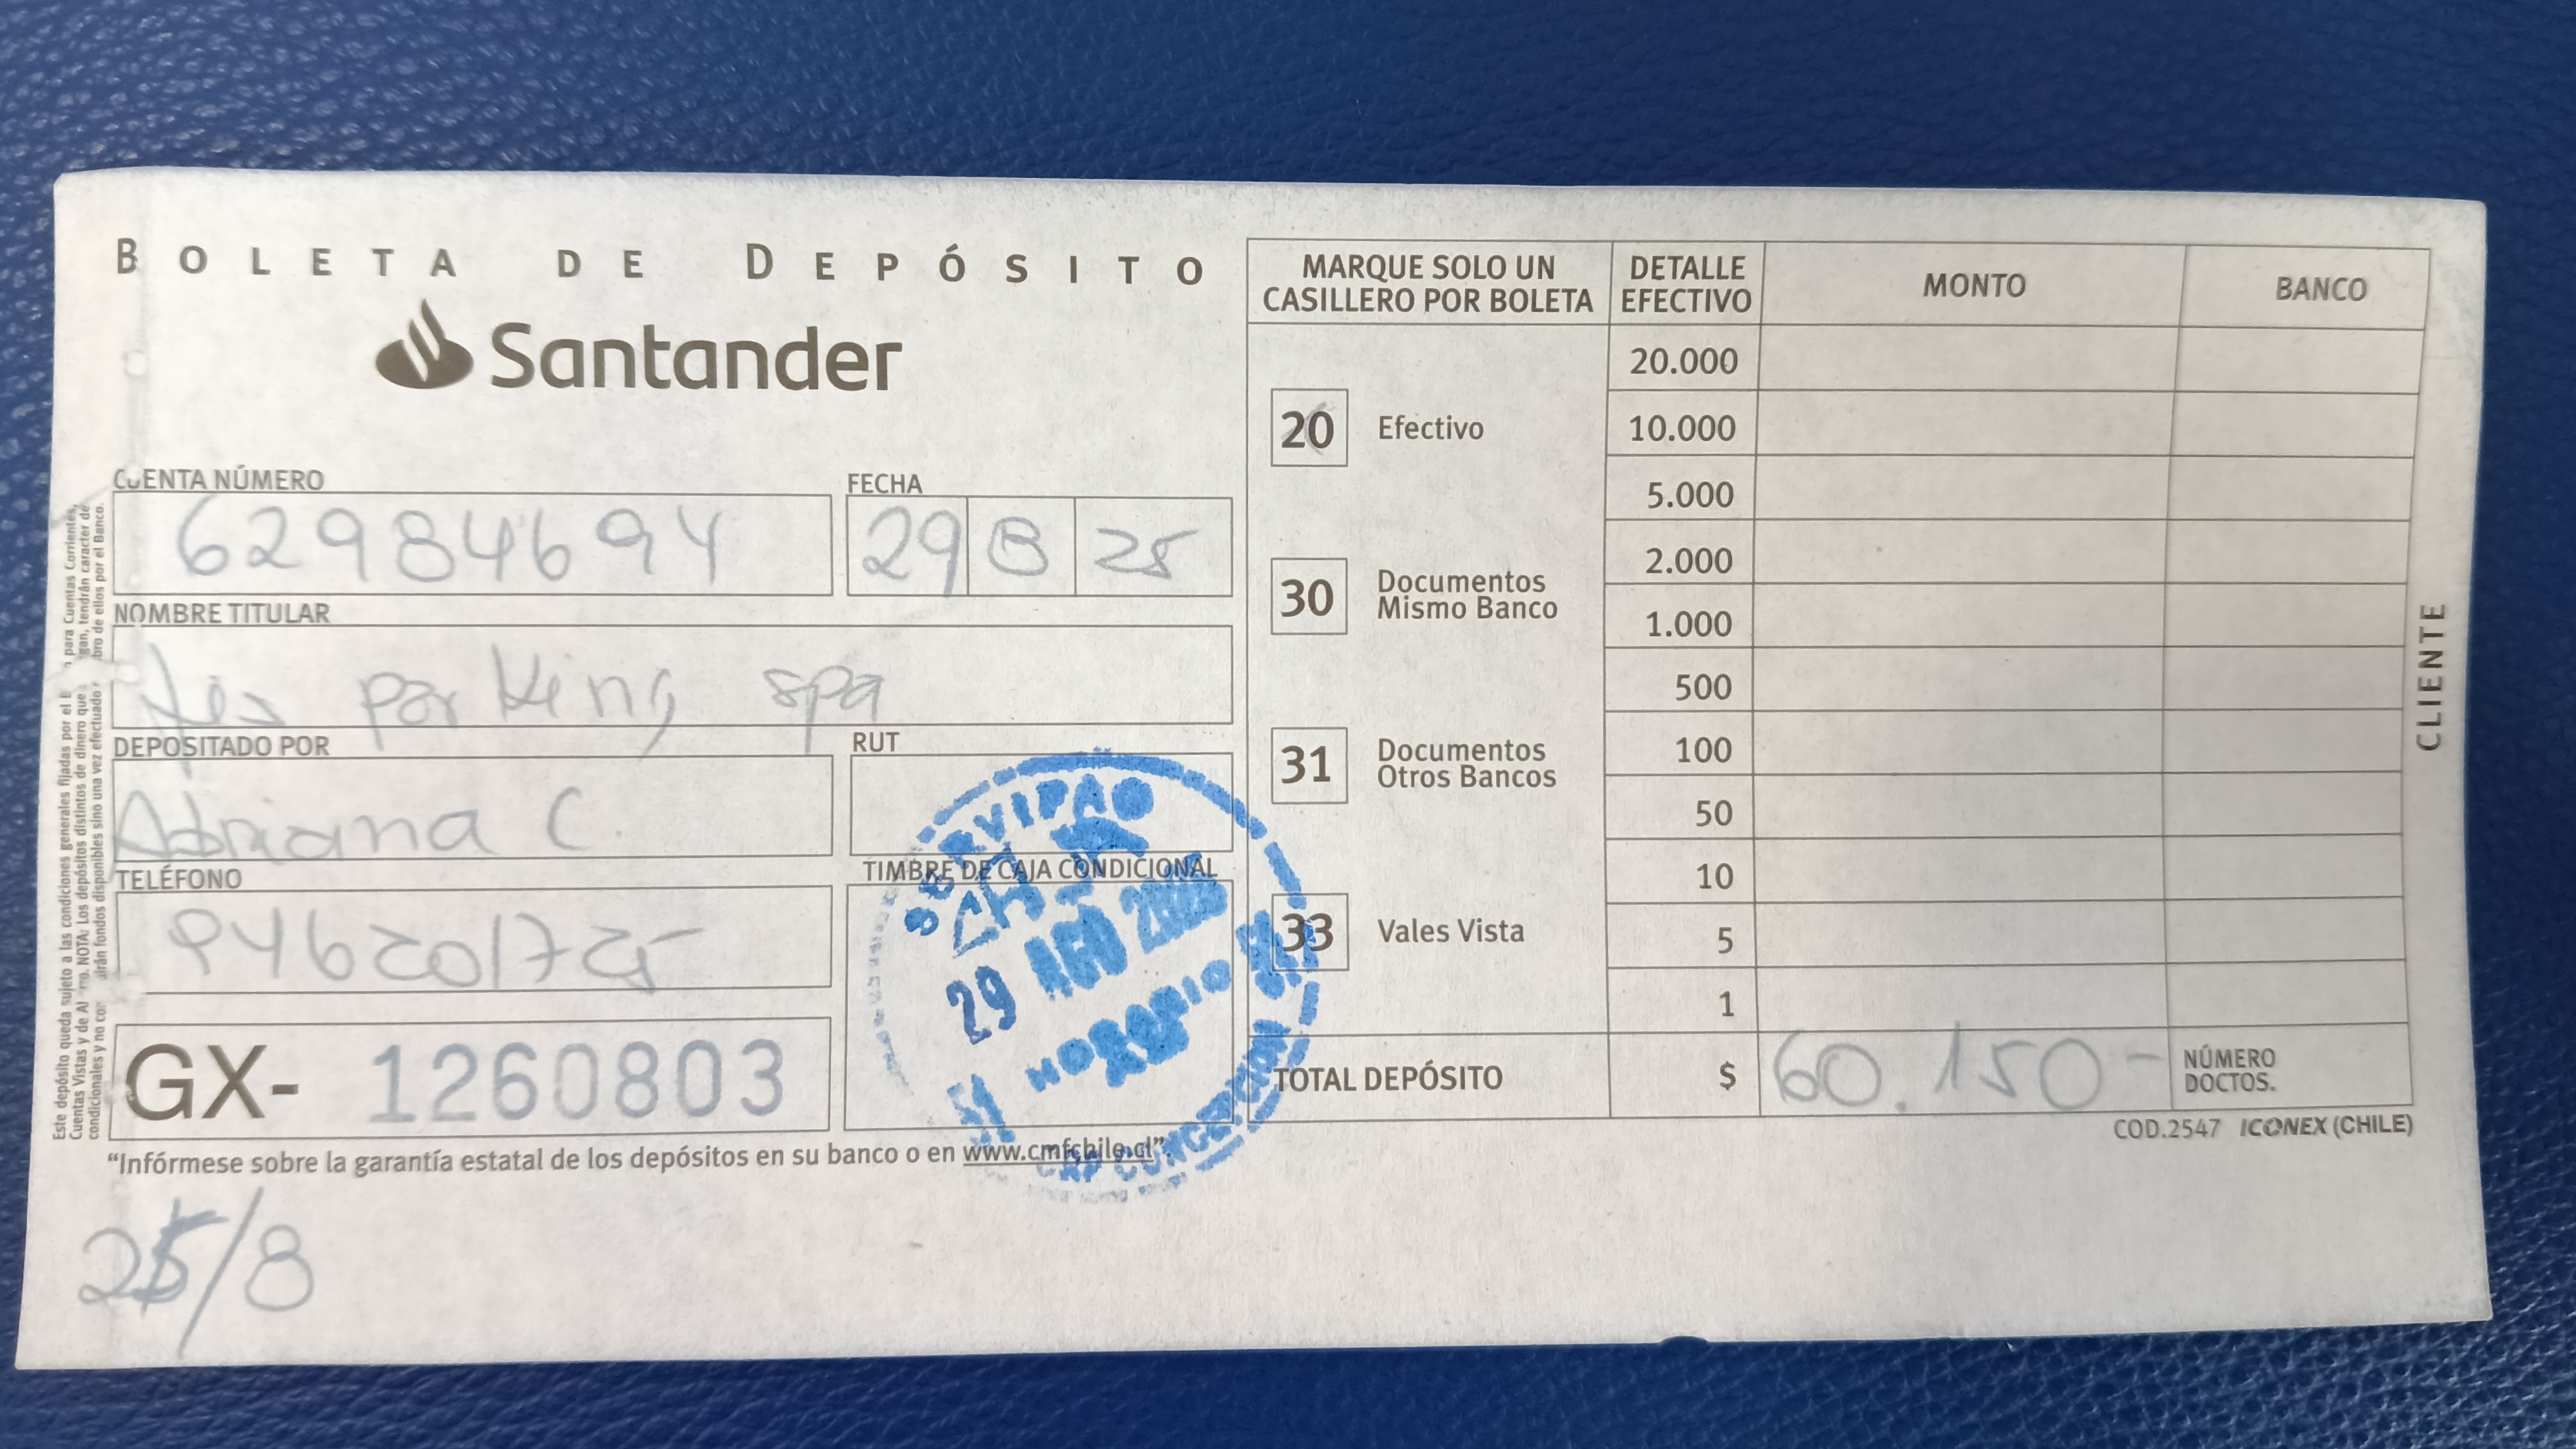 BOLETA DE DEPÓSITO
Santander
CUENTA NÚMERO
62984694
FECHA
29 8 25
NOMBRE TITULAR
parking spa
DEPOSITADO POR
Adriana C.
RUT
TELÉFONO
946201725
TIMBRE DE CAJA CONDICIONAL
SERVIPAG
29 AGO 2025
GX- 1260803
"Infórmese sobre la garantía estatal de los depósitos en su banco o en www.cmfchile.cl".
25/8
MARQUE SOLO UN CASILLERO POR BOLETA
20 Efectivo
30 Documentos Mismo Banco
31 Documentos Otros Bancos
33 Vales Vista
DETALLE EFECTIVO
MONTO
BANCO
20.000
10.000
5.000
2.000
1.000
500
100
50
10
5
1
TOTAL DEPÓSITO $ 60.150-
NÚMERO DOCTOS.
COD.2547 ICONEX (CHILE)
CLIENTE